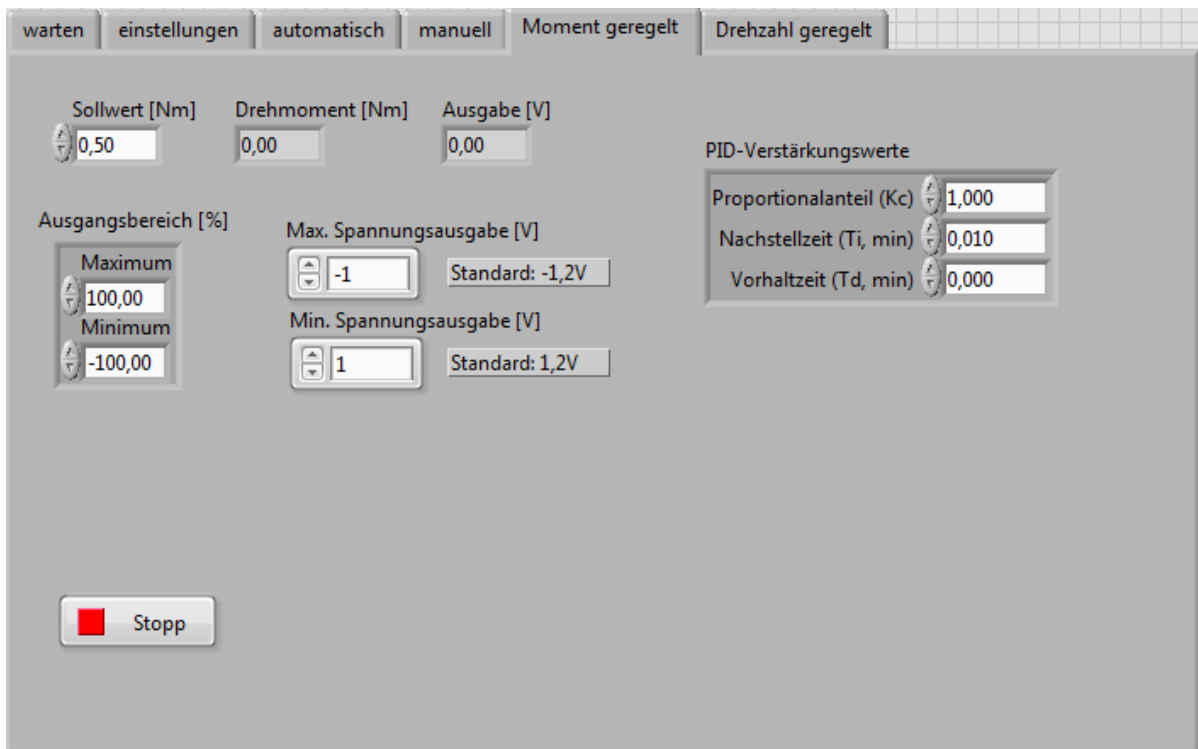 warten einstellungen automatisch manuell Moment geregelt Drehzahl geregelt
Sollwert [Nm] Drehmoment [Nm] Ausgabe [V]
0,50 0,00 0,00
PID-Verstärkungswerte
Proportionalanteil (Kc) 1,000
Nachstellzeit (Ti, min) 0,010
Vorhaltzeit (Td, min) 0,000
Ausgangsbereich [%]
Maximum
100,00
Minimum
-100,00
Max. Spannungsausgabe [V]
-1 Standard: -1,2V
Min. Spannungsausgabe [V]
1 Standard: 1,2V
Stopp